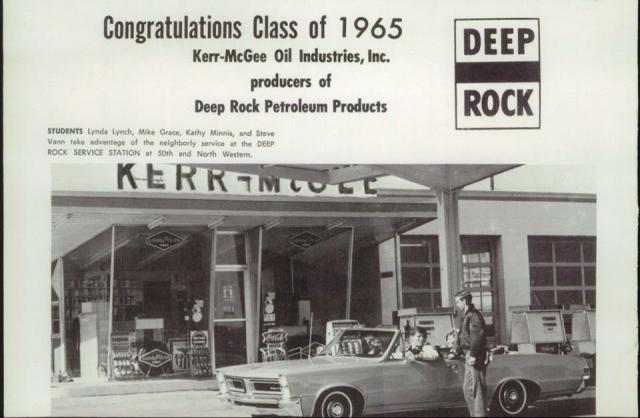 Congratulations Class of 1965
Kerr-McGee Oil Industries, Inc.
producers of
Deep Rock Petroleum Products
DEEP
ROCK
STUDENTS Lynda Lynch, Mike Grace, Kathy Minnis, and Steve
Vann take advantage of the neighborly service at the DEEP
ROCK SERVICE STATION at 50th and North Western.
KERR-McGEE
Coca-Cola